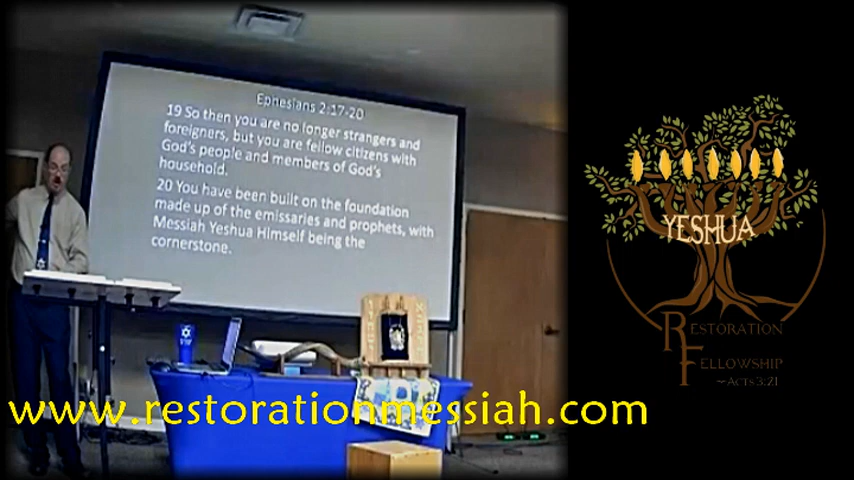 Ephesians 2:17-20
19 So then you are no longer strangers and
foreigners, but you are fellow citizens with
God's people and members of God's
household.
20 You have been built on the foundation
made up of the emissaries and prophets, with
Messiah Yeshua Himself being the
cornerstone.
YESHUA
RESTORATION
FELLOWSHIP
~ACTS 3:21
www.restorationmessiah.com